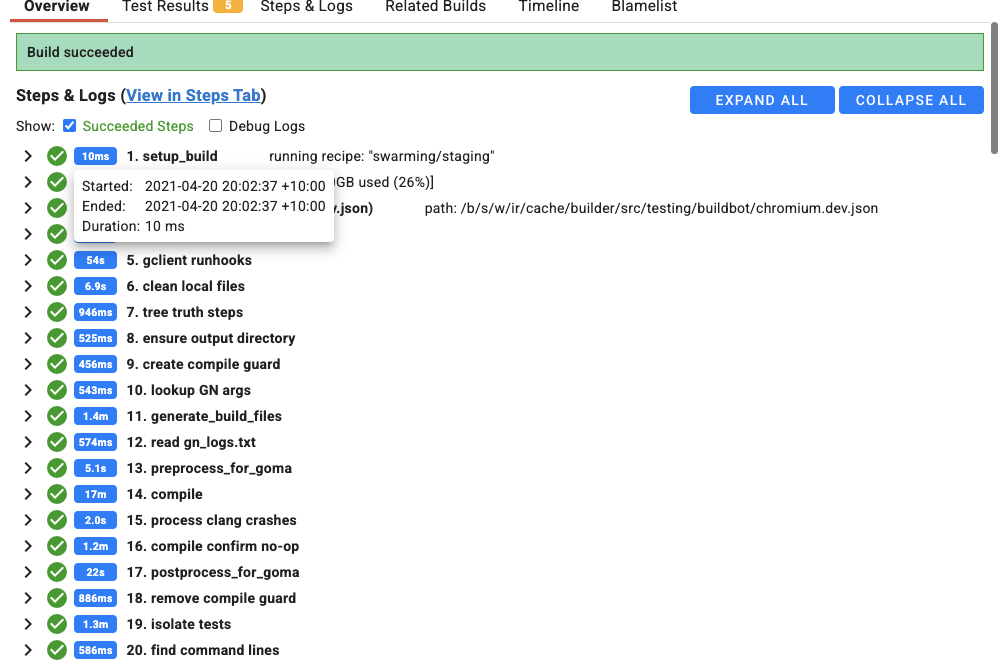 Overview Test Results 5 Steps & Logs Related Builds Timeline Blamelist
Build succeeded
Steps & Logs (View in Steps Tab)
EXPAND ALL COLLAPSE ALL
Show: Succeeded Steps Debug Logs
10ms 1. setup_build running recipe: "swarming/staging"
GB used (26%)]
Started: 2021-04-20 20:02:37 +10:00
Ended: 2021-04-20 20:02:37 +10:00
Duration: 10 ms
.json) path: /b/s/w/ir/cache/builder/src/testing/buildbot/chromium.dev.json
54s 5. gclient runhooks
6.9s 6. clean local files
946ms 7. tree truth steps
525ms 8. ensure output directory
456ms 9. create compile guard
543ms 10. lookup GN args
1.4m 11. generate_build_files
574ms 12. read gn_logs.txt
5.1s 13. preprocess_for_goma
17m 14. compile
2.0s 15. process clang crashes
1.2m 16. compile confirm no-op
22s 17. postprocess_for_goma
886ms 18. remove compile guard
1.3m 19. isolate tests
586ms 20. find command lines